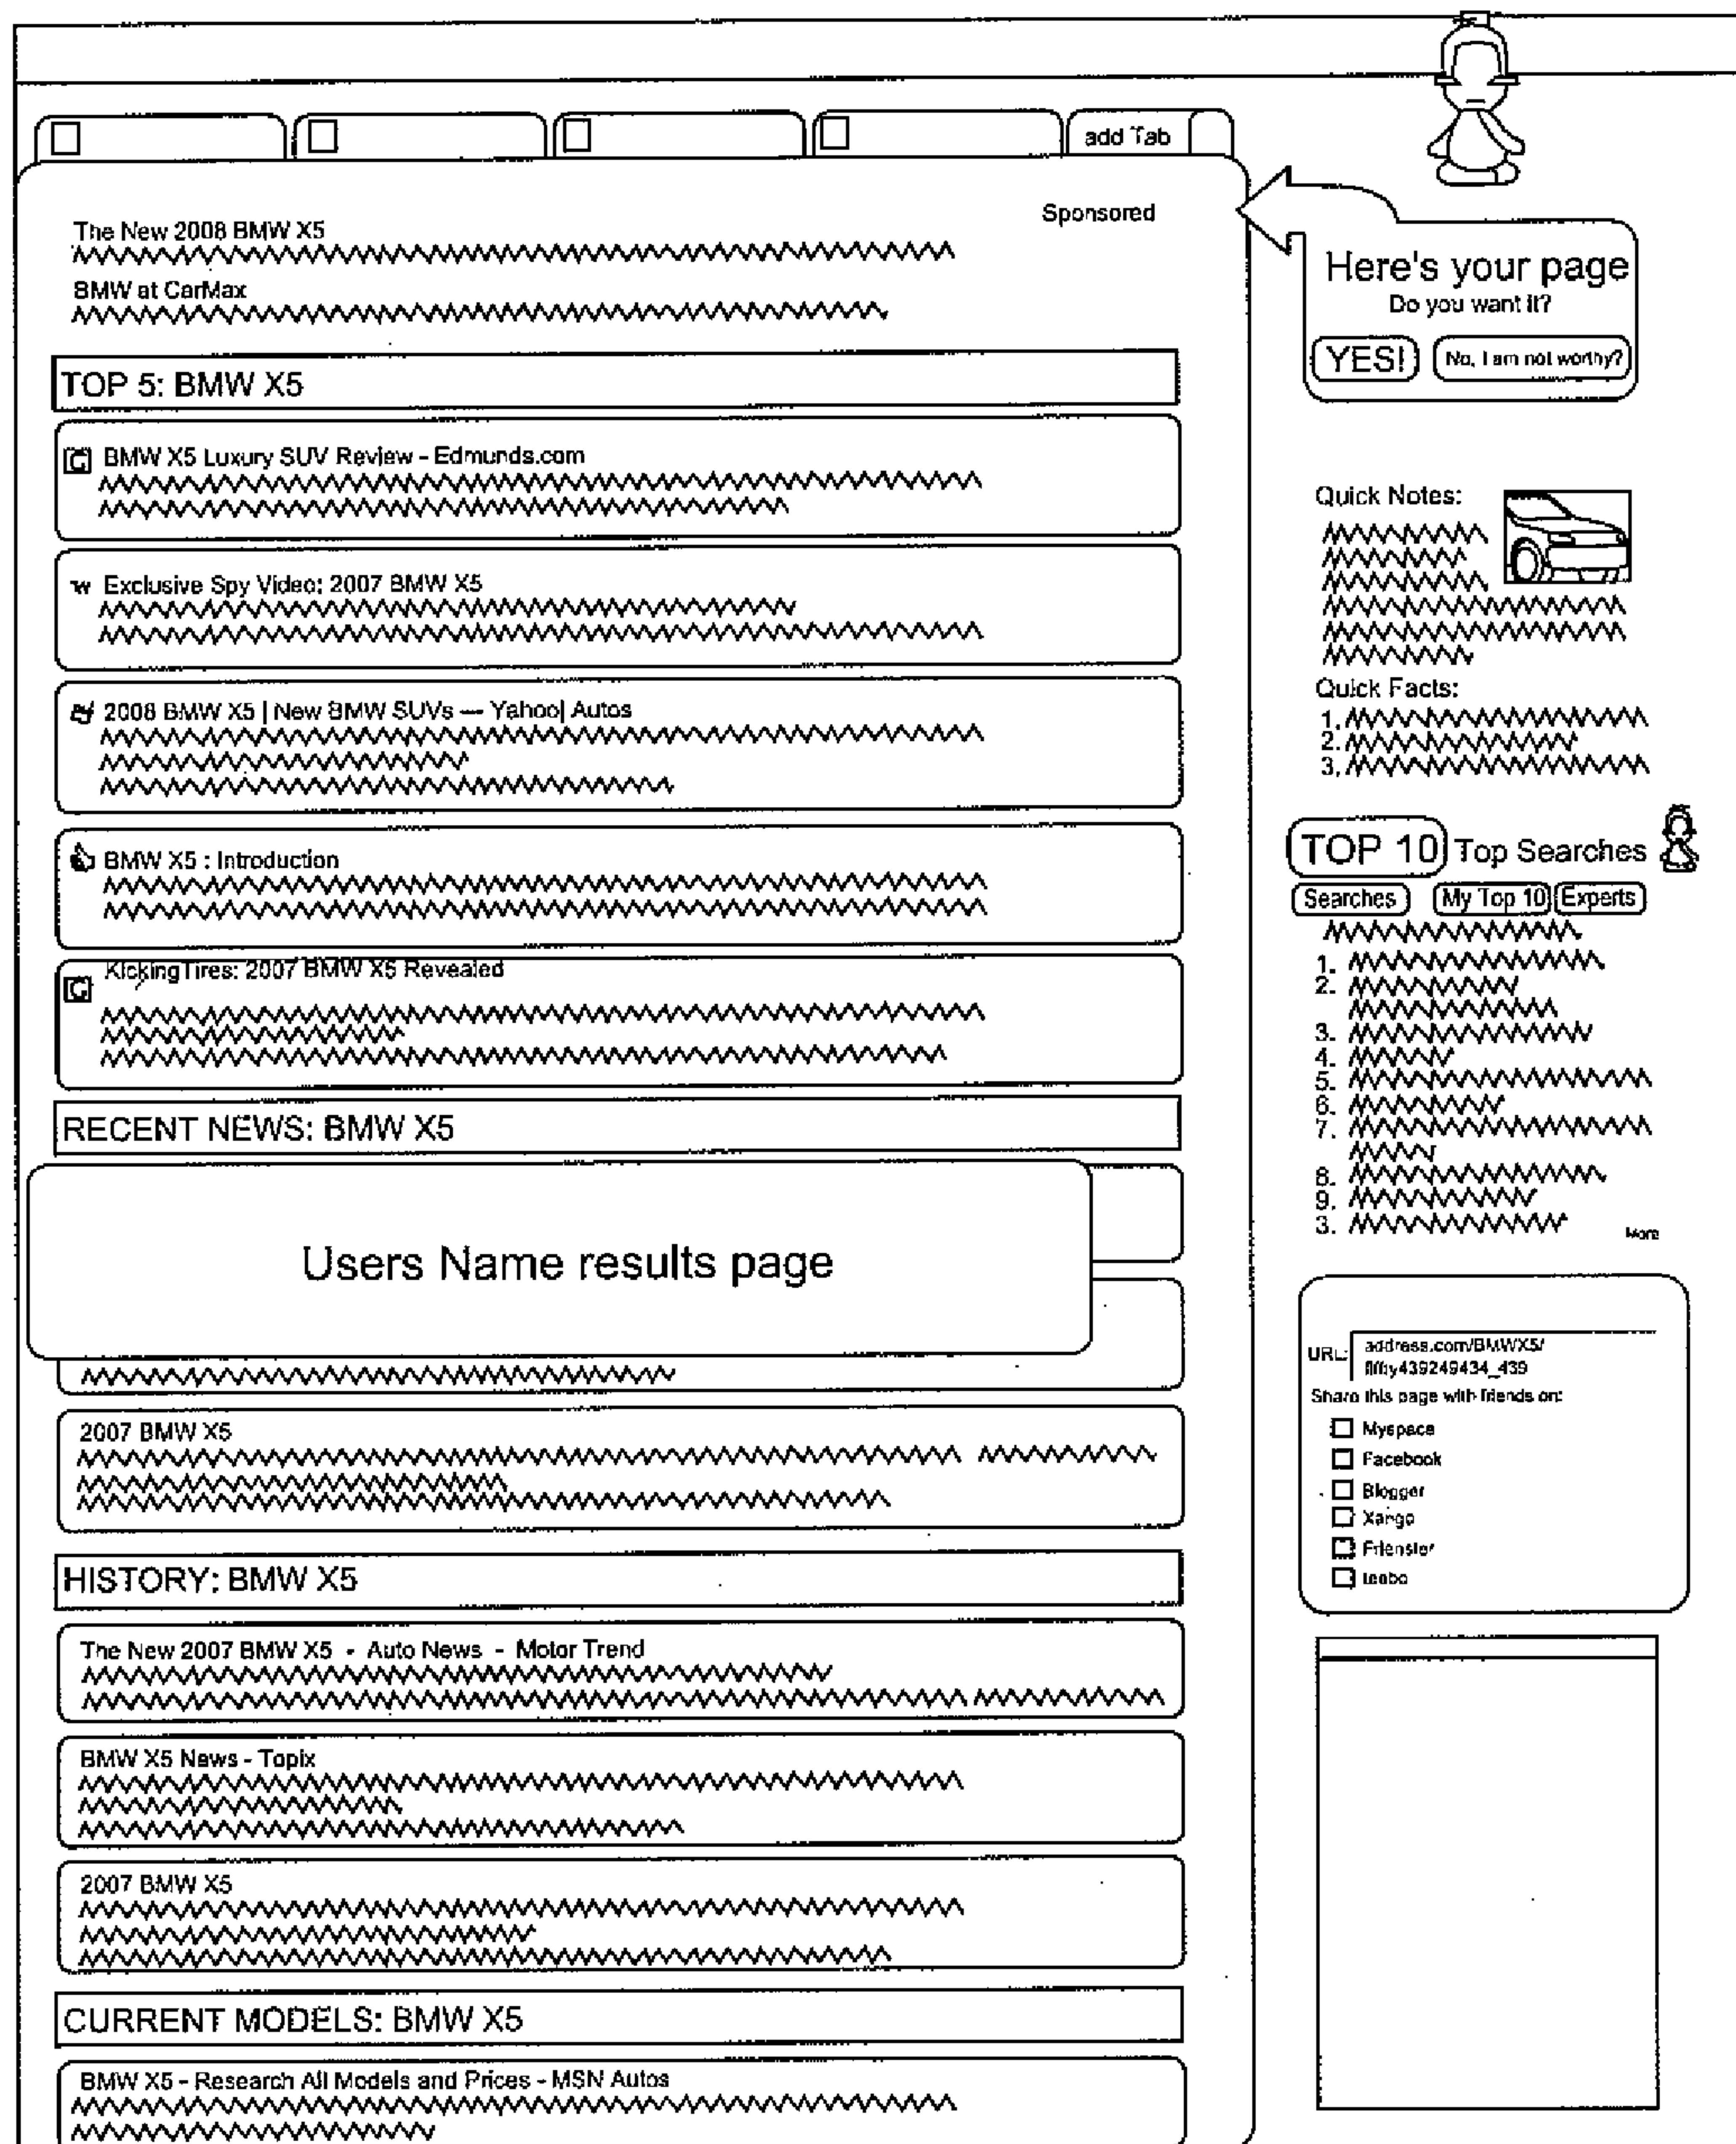 add Tab
Sponsored
The New 2008 BMW X5
BMW at CarMax
TOP 5: BMW X5
BMW X5 Luxury SUV Review - Edmunds.com
Exclusive Spy Video: 2007 BMW X5
2008 BMW X5 | New BMW SUVs — Yahoo| Autos
BMW X5 : Introduction
KickingTires: 2007 BMW X5 Revealed
RECENT NEWS: BMW X5
Users Name results page
2007 BMW X5
HISTORY: BMW X5
The New 2007 BMW X5 - Auto News - Motor Trend
BMW X5 News - Topix
2007 BMW X5
CURRENT MODELS: BMW X5
BMW X5 - Research All Models and Prices - MSN Autos
Here's your page
Do you want it?
YES!
No, I am not worthy?
Quick Notes:
Quick Facts:
1.
2.
3.
TOP 10 Top Searches
Searches My Top 10 Experts
1.
2.
3.
4.
5.
6.
7.
8.
9.
3.
More
URL: address.com/BMWX5/
439249434_439
Share this page with friends on:
Myspace
Facebook
Blogger
Xango
Frienster